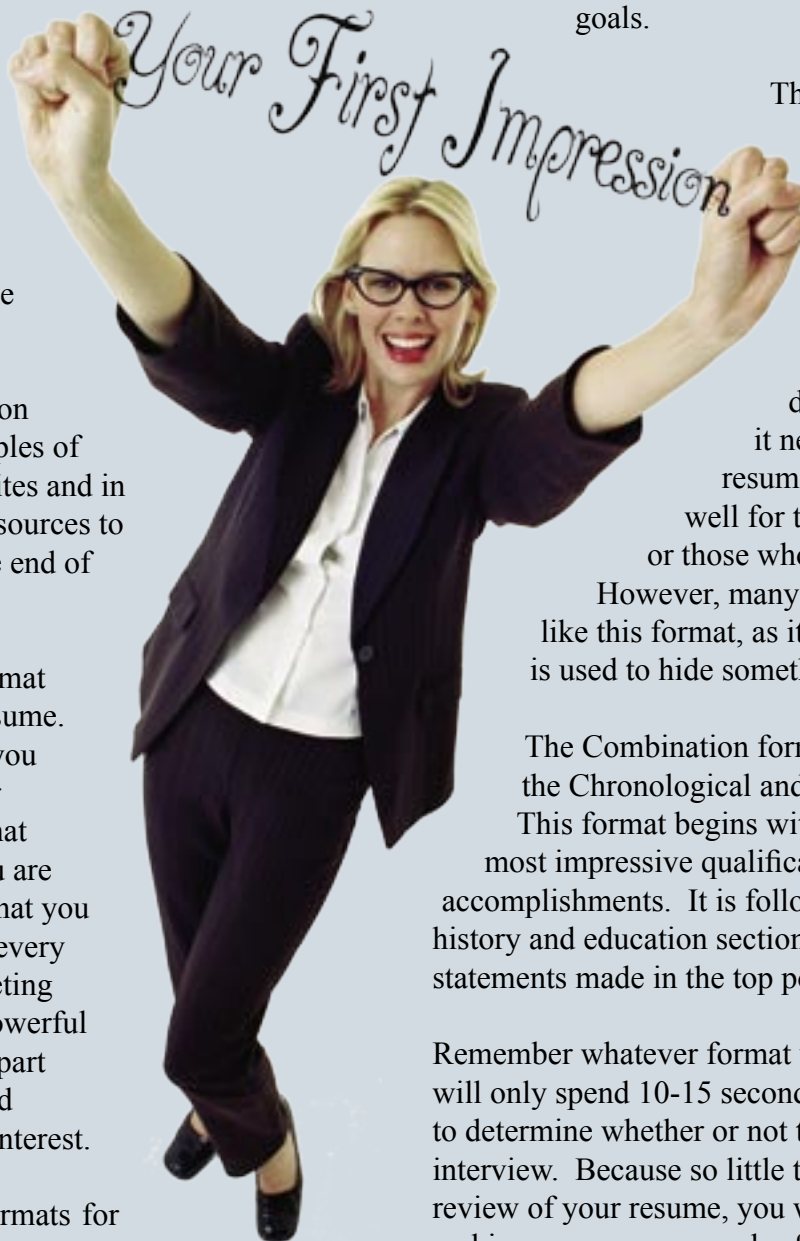 Your First Impression
e
on
ples of
ites and in
sources to
e end of
mat
sume.
you
hat
u are
hat you
every
eting
owerful
part
d
nterest.
rmats for
goals.
Th
d
it ne
resum
well for t
or those who
However, many
like this format, as it
is used to hide someth
The Combination form
the Chronological and
This format begins wit
most impressive qualifica
accomplishments.  It is follo
history and education section
statements made in the top po
Remember whatever format
will only spend 10-15 second
to determine whether or not t
interview.  Because so little t
review of your resume, you w